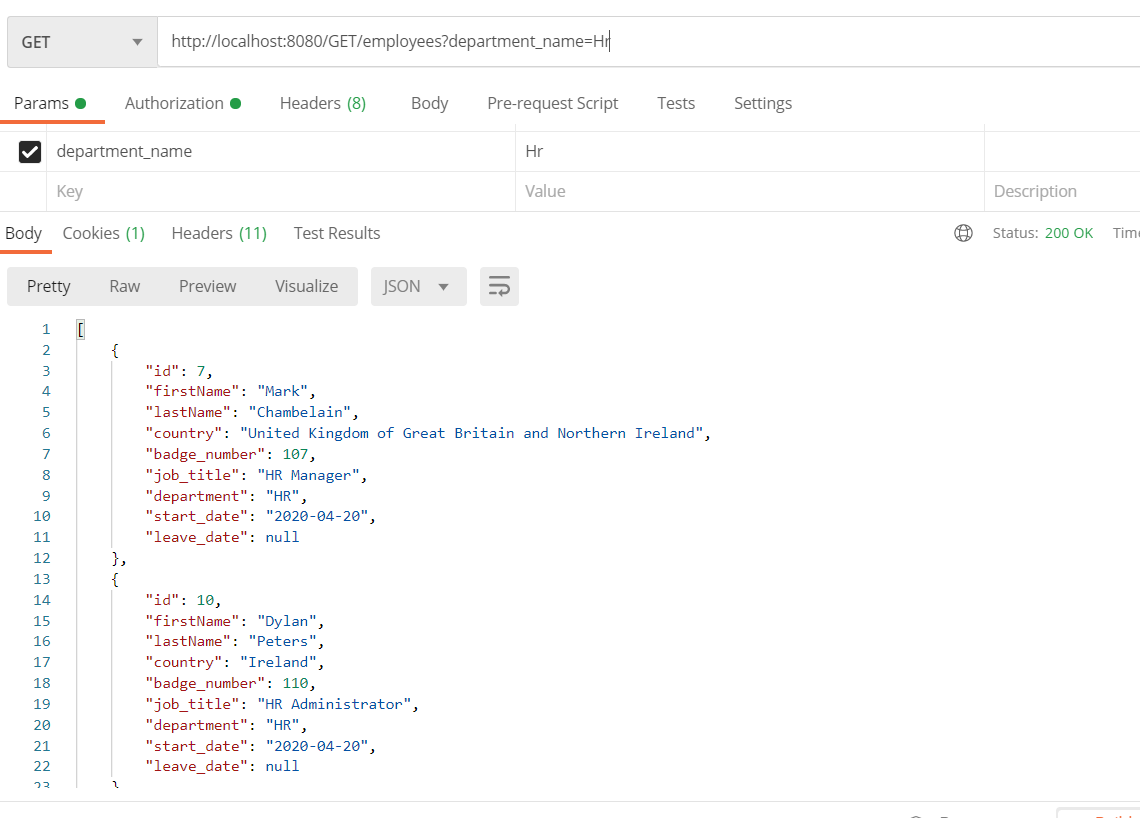 GET http://localhost:8080/GET/employees?department_name=Hr
Params Authorization Headers (8) Body Pre-request Script Tests Settings
department_name Hr
Key Value Description
Body Cookies (1) Headers (11) Test Results Status: 200 OK
Pretty Raw Preview Visualize JSON
1 [
2 {
3 "id": 7,
4 "firstName": "Mark",
5 "lastName": "Chambelain",
6 "country": "United Kingdom of Great Britain and Northern Ireland",
7 "badge_number": 107,
8 "job_title": "HR Manager",
9 "department": "HR",
10 "start_date": "2020-04-20",
11 "leave_date": null
12 },
13 {
14 "id": 10,
15 "firstName": "Dylan",
16 "lastName": "Peters",
17 "country": "Ireland",
18 "badge_number": 110,
19 "job_title": "HR Administrator",
20 "department": "HR",
21 "start_date": "2020-04-20",
22 "leave_date": null
23 }